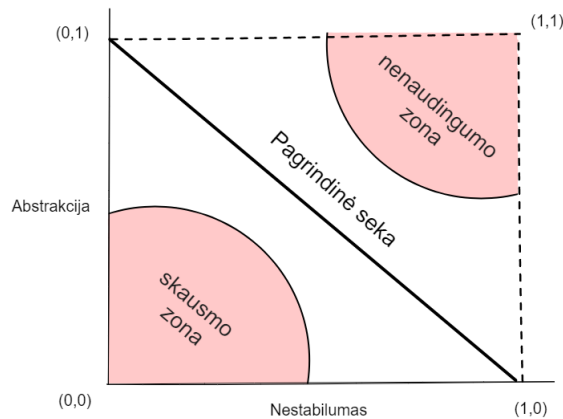 (0,1)
(1,1)
nenaudingumo
zona
Pagrindinė seka
Abstrakcija
skausmo
zona
(0,0)
Nestabilumas
(1,0)